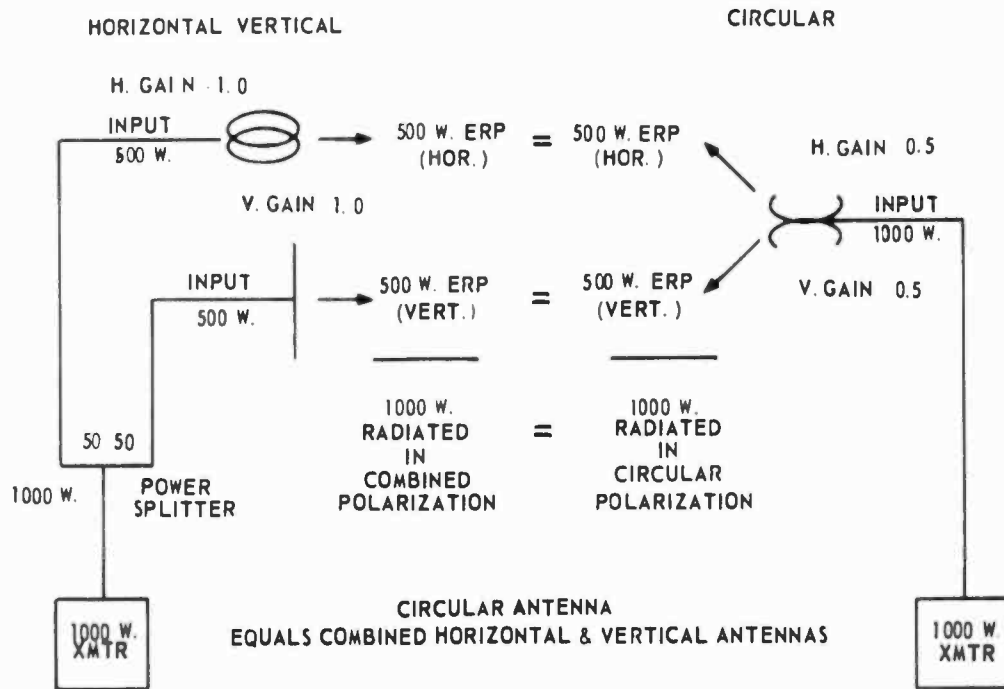 HORIZONTAL VERTICAL
CIRCULAR
H. GAIN 1.0
INPUT
500 W.
500 W. ERP
(HOR.)
=
500 W. ERP
(HOR.)
H. GAIN 0.5
INPUT
1000 W.
V. GAIN 1.0
INPUT
500 W.
500 W. ERP
(VERT.)
=
500 W. ERP
(VERT.)
V. GAIN 0.5
1000 W.
RADIATED
IN
COMBINED
POLARIZATION
=
1000 W.
RADIATED
IN
CIRCULAR
POLARIZATION
50 50
1000 W.
POWER
SPLITTER
1000 W.
XMTR
CIRCULAR ANTENNA
EQUALS COMBINED HORIZONTAL & VERTICAL ANTENNAS
1000 W.
XMTR